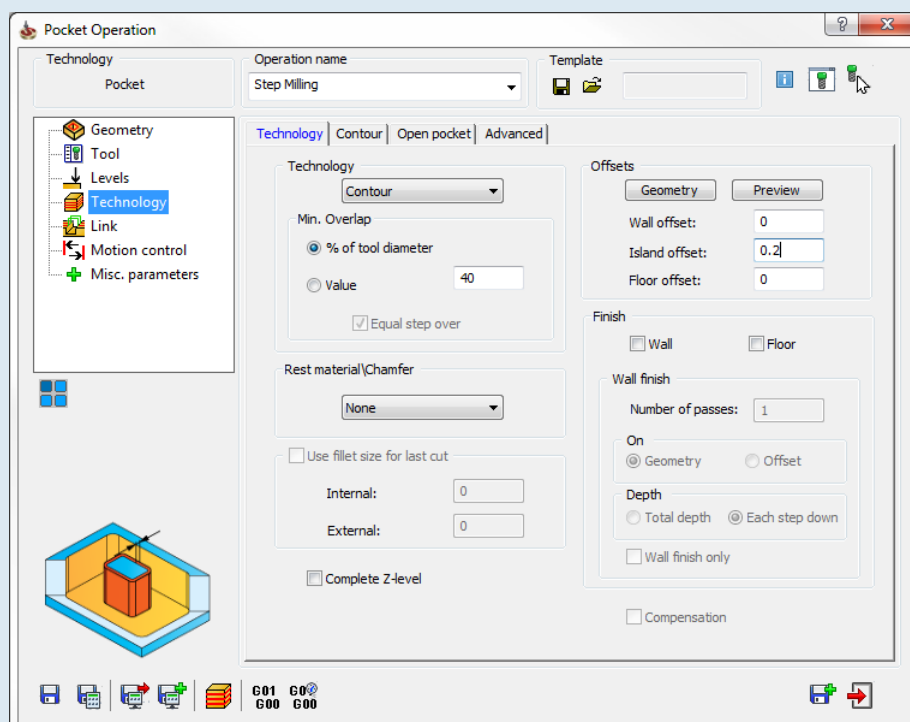 Pocket Operation
Technology
Pocket
Operation name
Step Milling
Template
Geometry
Tool
Levels
Technology
Link
Motion control
Misc. parameters
Technology
Contour
Open pocket
Advanced
Technology
Contour
Min. Overlap
% of tool diameter
Value
40
Equal step over
Rest material\Chamfer
None
Use fillet size for last cut
Internal:
0
External:
0
Complete Z-level
Offsets
Geometry
Preview
Wall offset:
0
Island offset:
0.2
Floor offset:
0
Finish
Wall
Floor
Wall finish
Number of passes:
1
On
Geometry
Offset
Depth
Total depth
Each step down
Wall finish only
Compensation
G01
G00
G0
G00